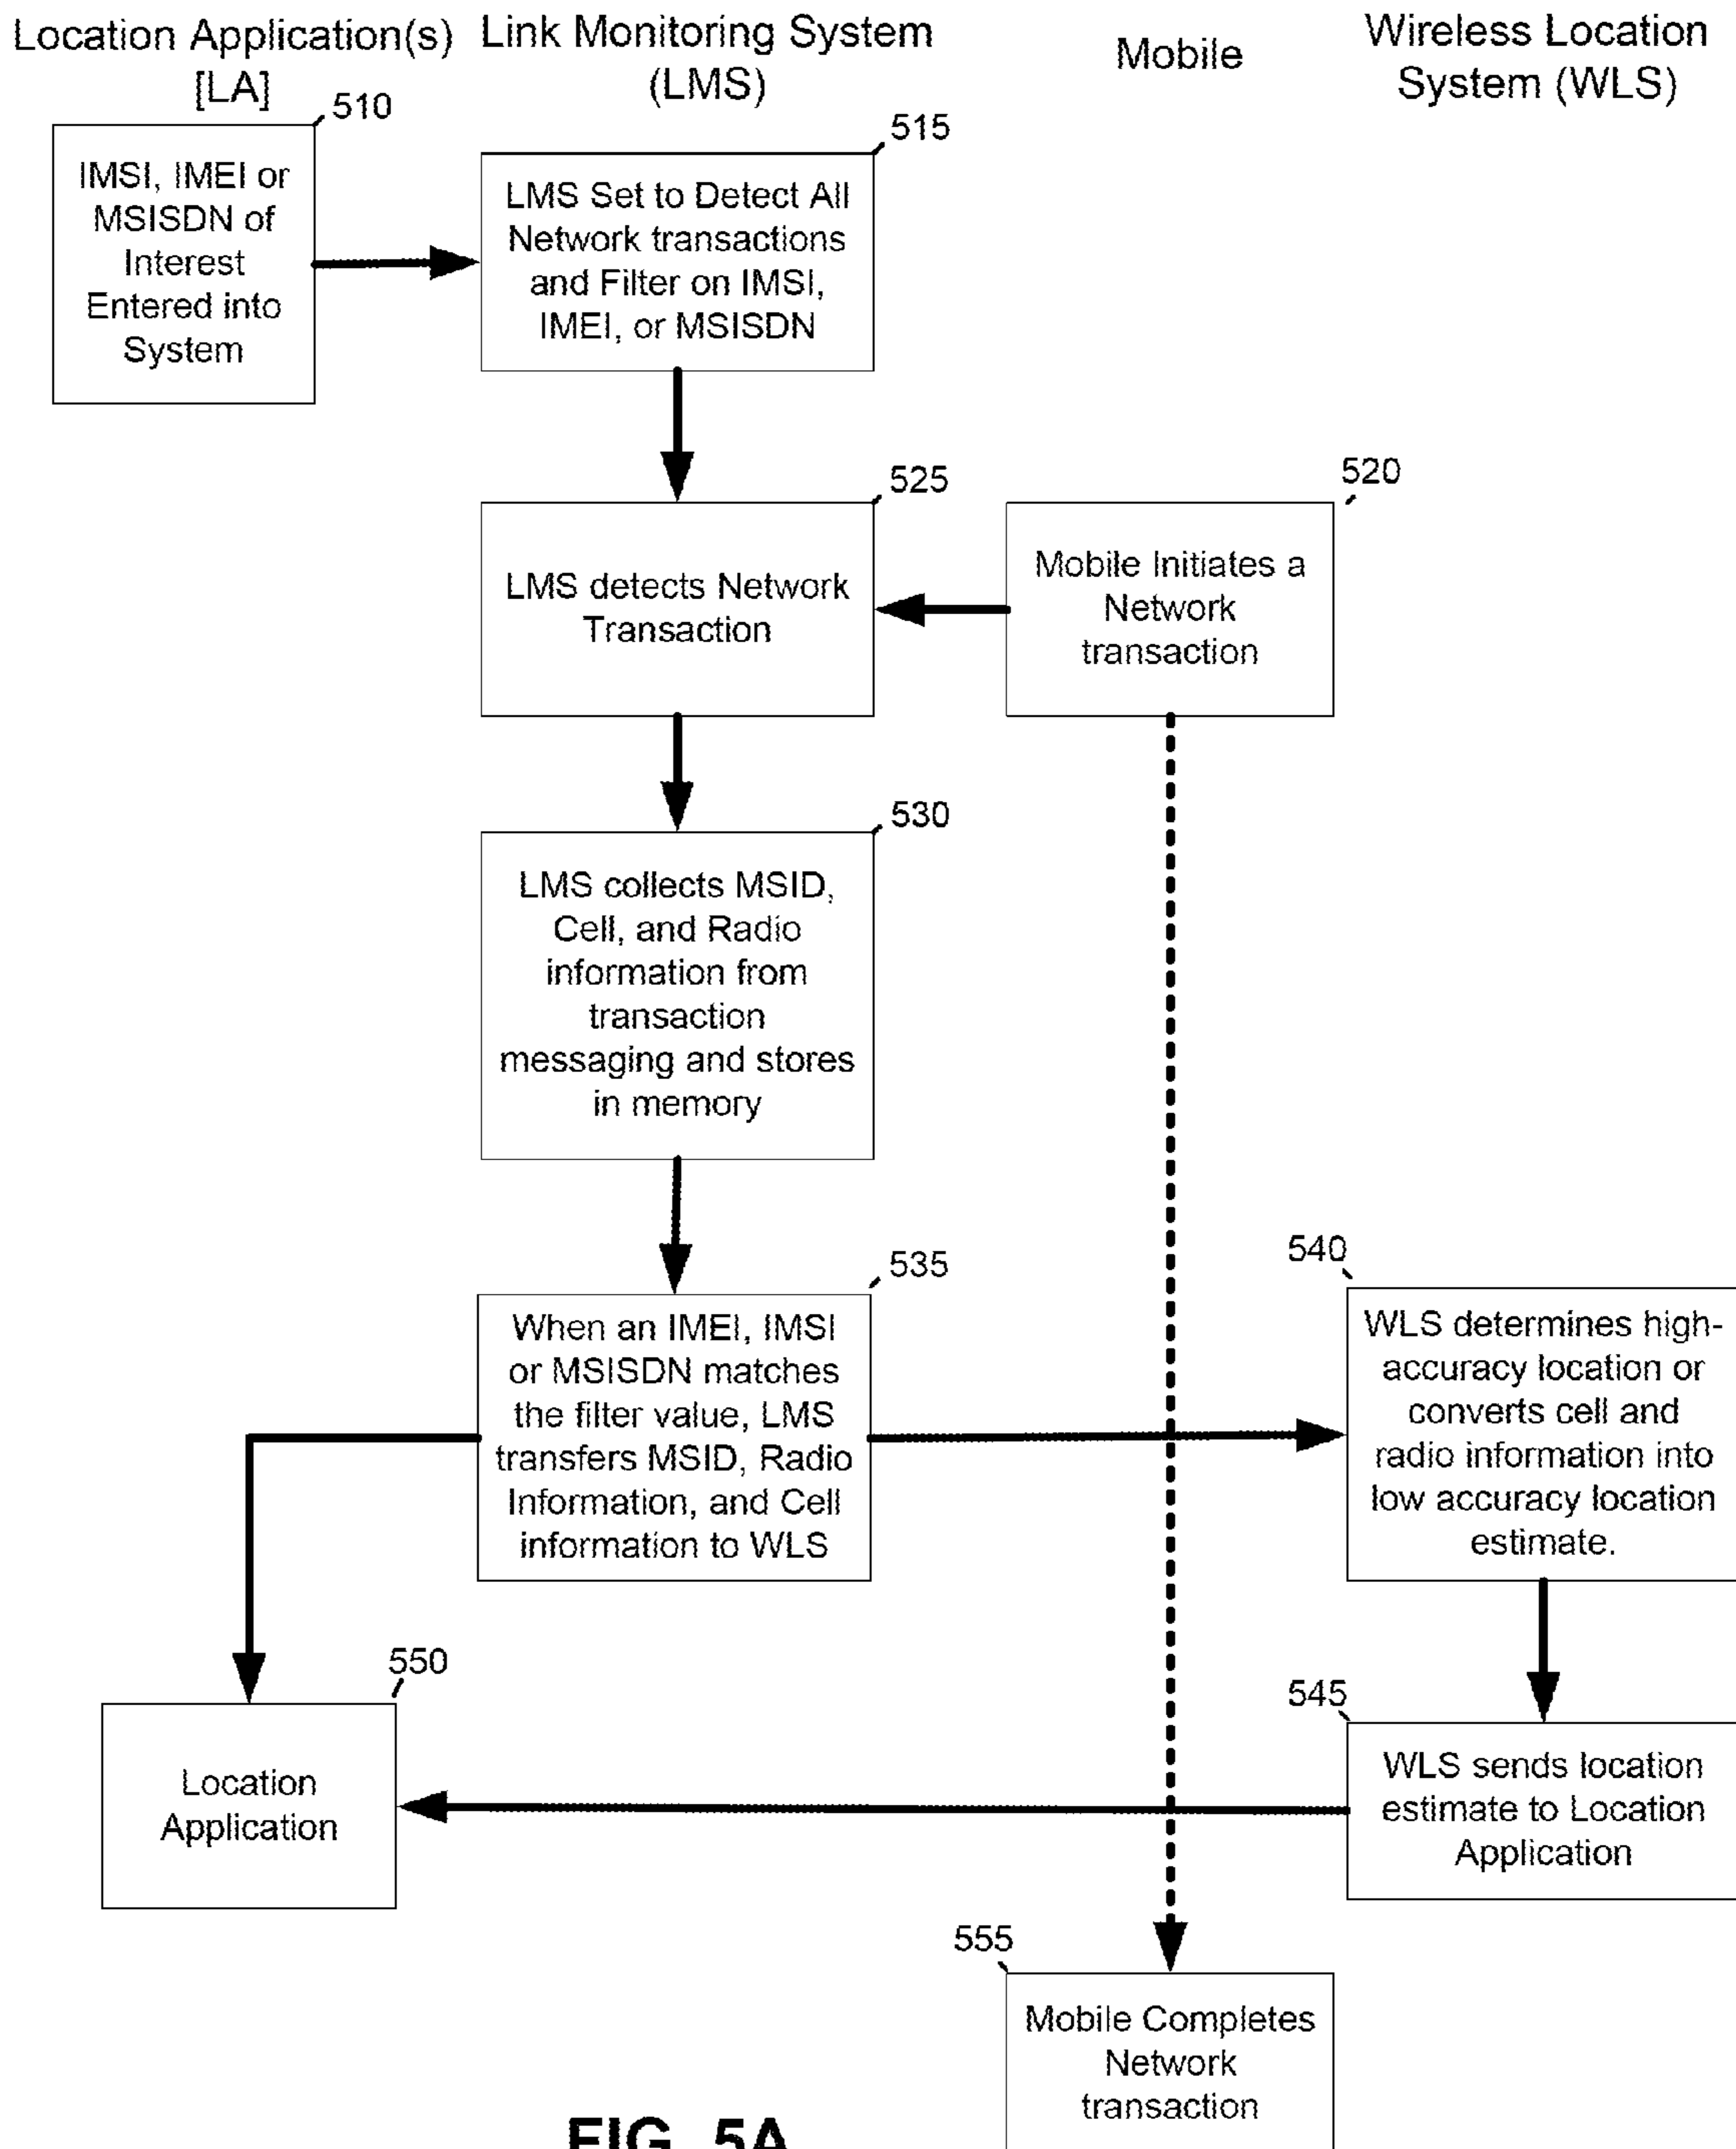 Location Application(s)
[LA]
Link Monitoring System
(LMS)
Mobile
Wireless Location
System (WLS)
510
IMSI, IMEI or
MSISDN of
Interest
Entered into
System
515
LMS Set to Detect All
Network transactions
and Filter on IMSI,
IMEI, or MSISDN
525
LMS detects Network
Transaction
520
Mobile Initiates a
Network
transaction
530
LMS collects MSID,
Cell, and Radio
information from
transaction
messaging and stores
in memory
535
When an IMEI, IMSI
or MSISDN matches
the filter value, LMS
transfers MSID, Radio
Information, and Cell
information to WLS
540
WLS determines high-
accuracy location or
converts cell and
radio information into
low accuracy location
estimate.
550
Location
Application
545
WLS sends location
estimate to Location
Application
555
Mobile Completes
Network
transaction
FIG. 5A